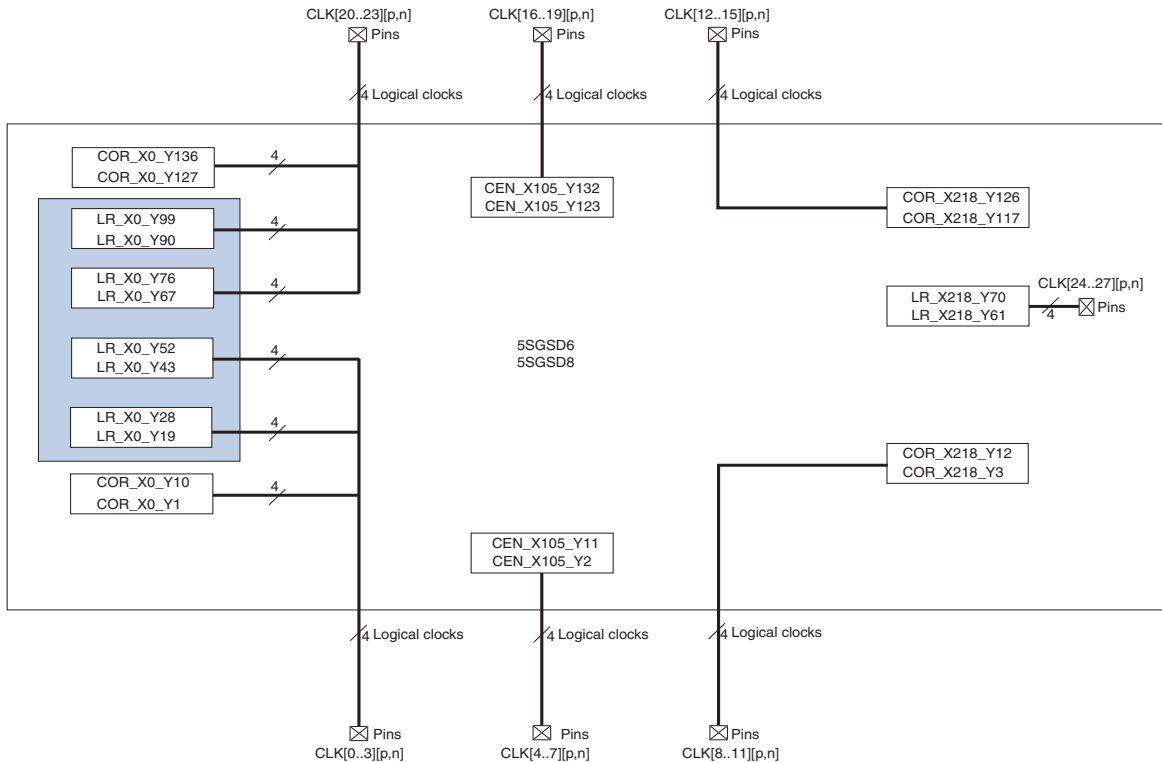 CLK[20..23][p,n]
Pins
CLK[16..19][p,n]
Pins
CLK[12..15][p,n]
Pins
4 Logical clocks
4 Logical clocks
4 Logical clocks
COR_X0_Y136
COR_X0_Y127
4
LR_X0_Y99
LR_X0_Y90
4
LR_X0_Y76
LR_X0_Y67
4
LR_X0_Y52
LR_X0_Y43
4
LR_X0_Y28
LR_X0_Y19
4
COR_X0_Y10
COR_X0_Y1
4
CEN_X105_Y132
CEN_X105_Y123
5SGSD6
5SGSD8
CEN_X105_Y11
CEN_X105_Y2
COR_X218_Y126
COR_X218_Y117
CLK[24..27][p,n]
LR_X218_Y70
LR_X218_Y61
4
Pins
COR_X218_Y12
COR_X218_Y3
4 Logical clocks
4 Logical clocks
4 Logical clocks
Pins
CLK[0..3][p,n]
Pins
CLK[4..7][p,n]
Pins
CLK[8..11][p,n]